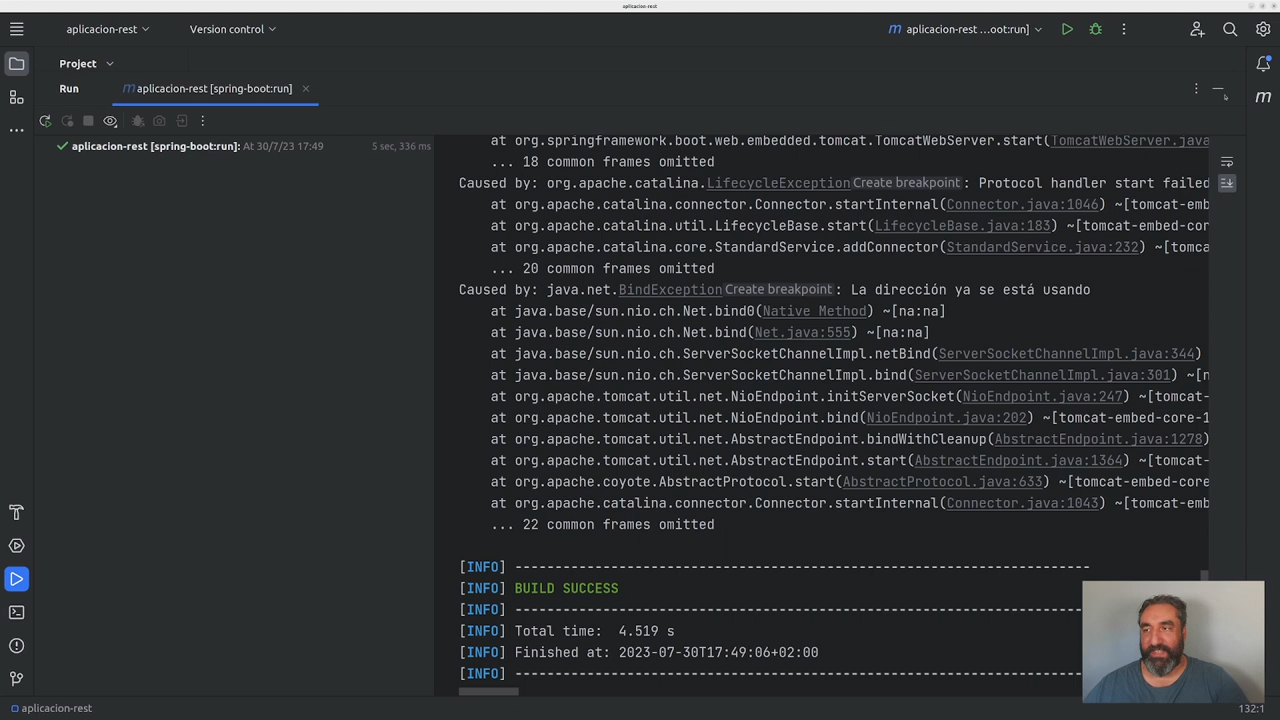 aplicacion-rest
aplicacion-rest
Version control
aplicacion-rest ...oot:run]
Project
Run
aplicacion-rest [spring-boot:run]
aplicacion-rest [spring-boot:run]: At 30/7/23 17:49
5 sec, 336 ms
at org.springframework.boot.web.embedded.tomcat.TomcatWebServer.start(TomcatWebServer.java
... 18 common frames omitted
Caused by: org.apache.catalina.LifecycleException Create breakpoint : Protocol handler start failed
at org.apache.catalina.connector.Connector.startInternal(Connector.java:1046) ~[tomcat-emb
at org.apache.catalina.util.LifecycleBase.start(LifecycleBase.java:183) ~[tomcat-embed-cor
at org.apache.catalina.core.StandardService.addConnector(StandardService.java:232) ~[tomca
... 20 common frames omitted
Caused by: java.net.BindException Create breakpoint : La dirección ya se está usando
at java.base/sun.nio.ch.Net.bind0(Native Method) ~[na:na]
at java.base/sun.nio.ch.Net.bind(Net.java:555) ~[na:na]
at java.base/sun.nio.ch.ServerSocketChannelImpl.netBind(ServerSocketChannelImpl.java:344)
at java.base/sun.nio.ch.ServerSocketChannelImpl.bind(ServerSocketChannelImpl.java:301) ~[n
at org.apache.tomcat.util.net.NioEndpoint.initServerSocket(NioEndpoint.java:247) ~[tomcat-
at org.apache.tomcat.util.net.NioEndpoint.bind(NioEndpoint.java:202) ~[tomcat-embed-core-1
at org.apache.tomcat.util.net.AbstractEndpoint.bindWithCleanup(AbstractEndpoint.java:1278)
at org.apache.tomcat.util.net.AbstractEndpoint.start(AbstractEndpoint.java:1364) ~[tomcat-
at org.apache.coyote.AbstractProtocol.start(AbstractProtocol.java:633) ~[tomcat-embed-core
at org.apache.catalina.connector.Connector.startInternal(Connector.java:1043) ~[tomcat-emb
... 22 common frames omitted
[INFO] ------------------------------------------------------------------------
[INFO] BUILD SUCCESS
[INFO] ------------------------------------------------------------------------
[INFO] Total time:  4.519 s
[INFO] Finished at: 2023-07-30T17:49:06+02:00
[INFO] ------------------------------------------------------------------------
aplicacion-rest
132:1